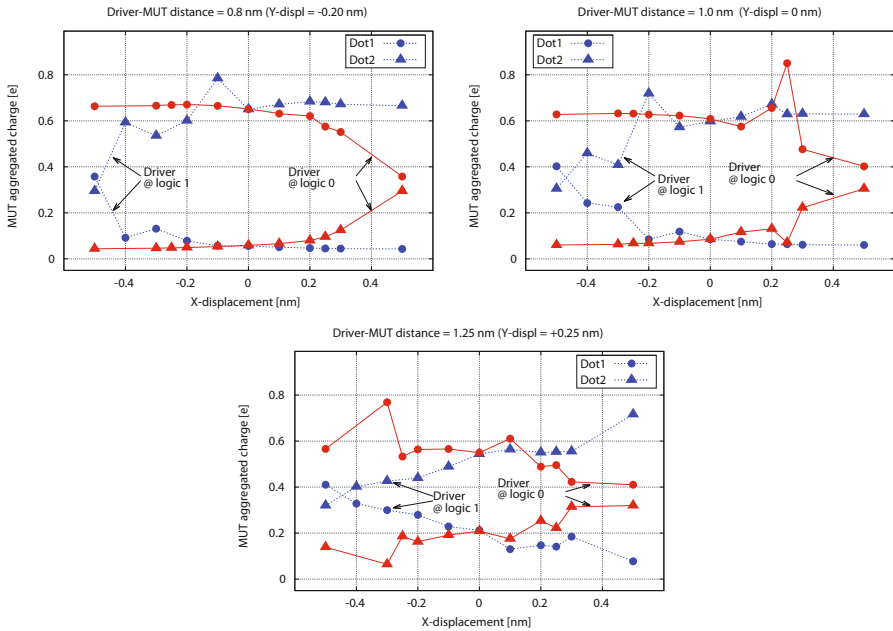 Driver-MUT distance = 0.8 nm (Y-displ = -0.20 nm)
Dot1
Dot2
0.8
0.6
0.4
0.2
0
MUT aggregated charge [e]
Driver
@ logic 1
Driver
@ logic 0
-0.4
-0.2
0
0.2
0.4
X-displacement [nm]
Driver-MUT distance = 1.0 nm (Y-displ = 0 nm)
Dot1
Dot2
0.8
0.6
0.4
0.2
0
MUT aggregated charge [e]
Driver
@ logic 1
Driver
@ logic 0
-0.4
-0.2
0
0.2
0.4
X-displacement [nm]
Driver-MUT distance = 1.25 nm (Y-displ = +0.25 nm)
Dot1
Dot2
0.8
0.6
0.4
0.2
0
MUT aggregated charge [e]
Driver
@ logic 1
Driver
@ logic 0
-0.4
-0.2
0
0.2
0.4
X-displacement [nm]